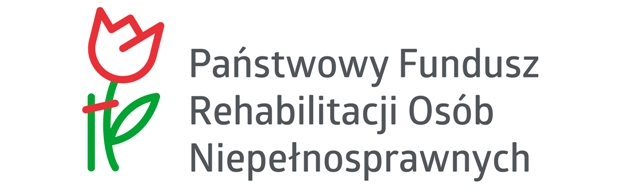 Państwowy Fundusz
Rehabilitacji Osób
Niepełnosprawnych